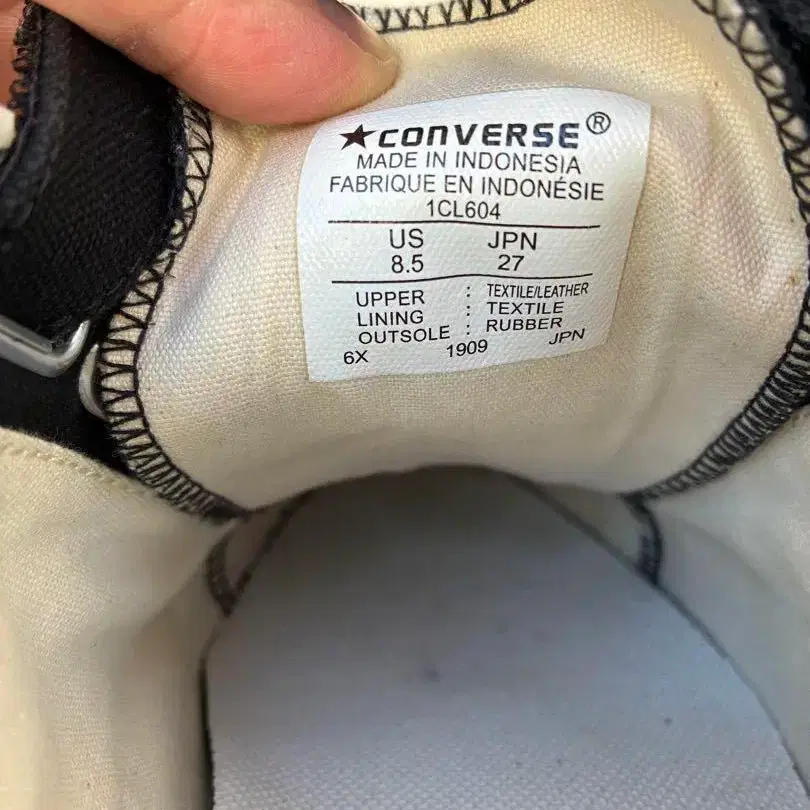 ★CONVERSE®
MADE IN INDONESIA
FABRIQUE EN INDONÉSIE
1CL604
US JPN
8.5 27
UPPER : TEXTILE/LEATHER
LINING : TEXTILE
OUTSOLE : RUBBER
6X 1909 JPN